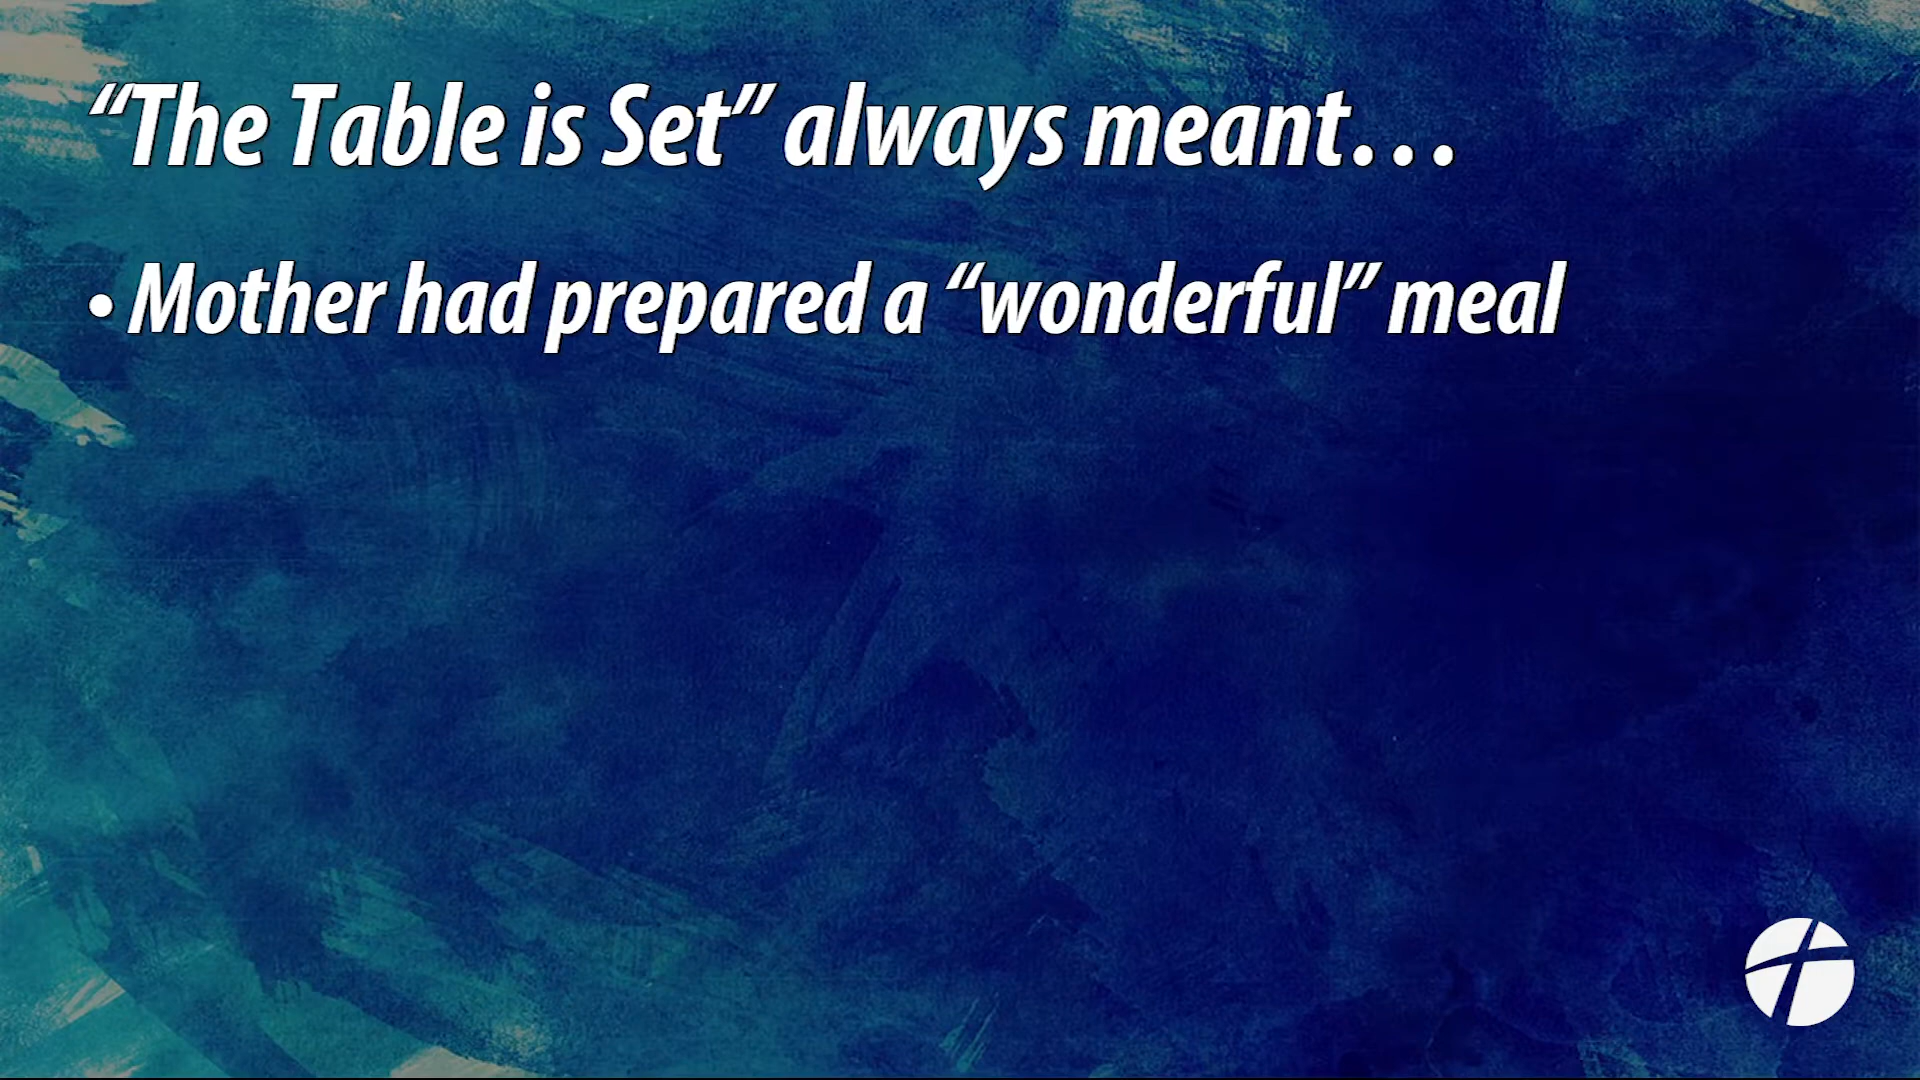 “The Table is Set” always meant…
• Mother had prepared a “wonderful” meal